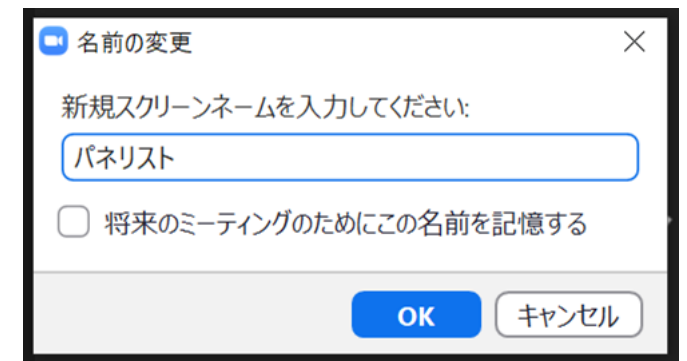 名前の変更
新規スクリーンネームを入力してください:
パネリスト
将来のミーティングのためにこの名前を記憶する
OK
キャンセル